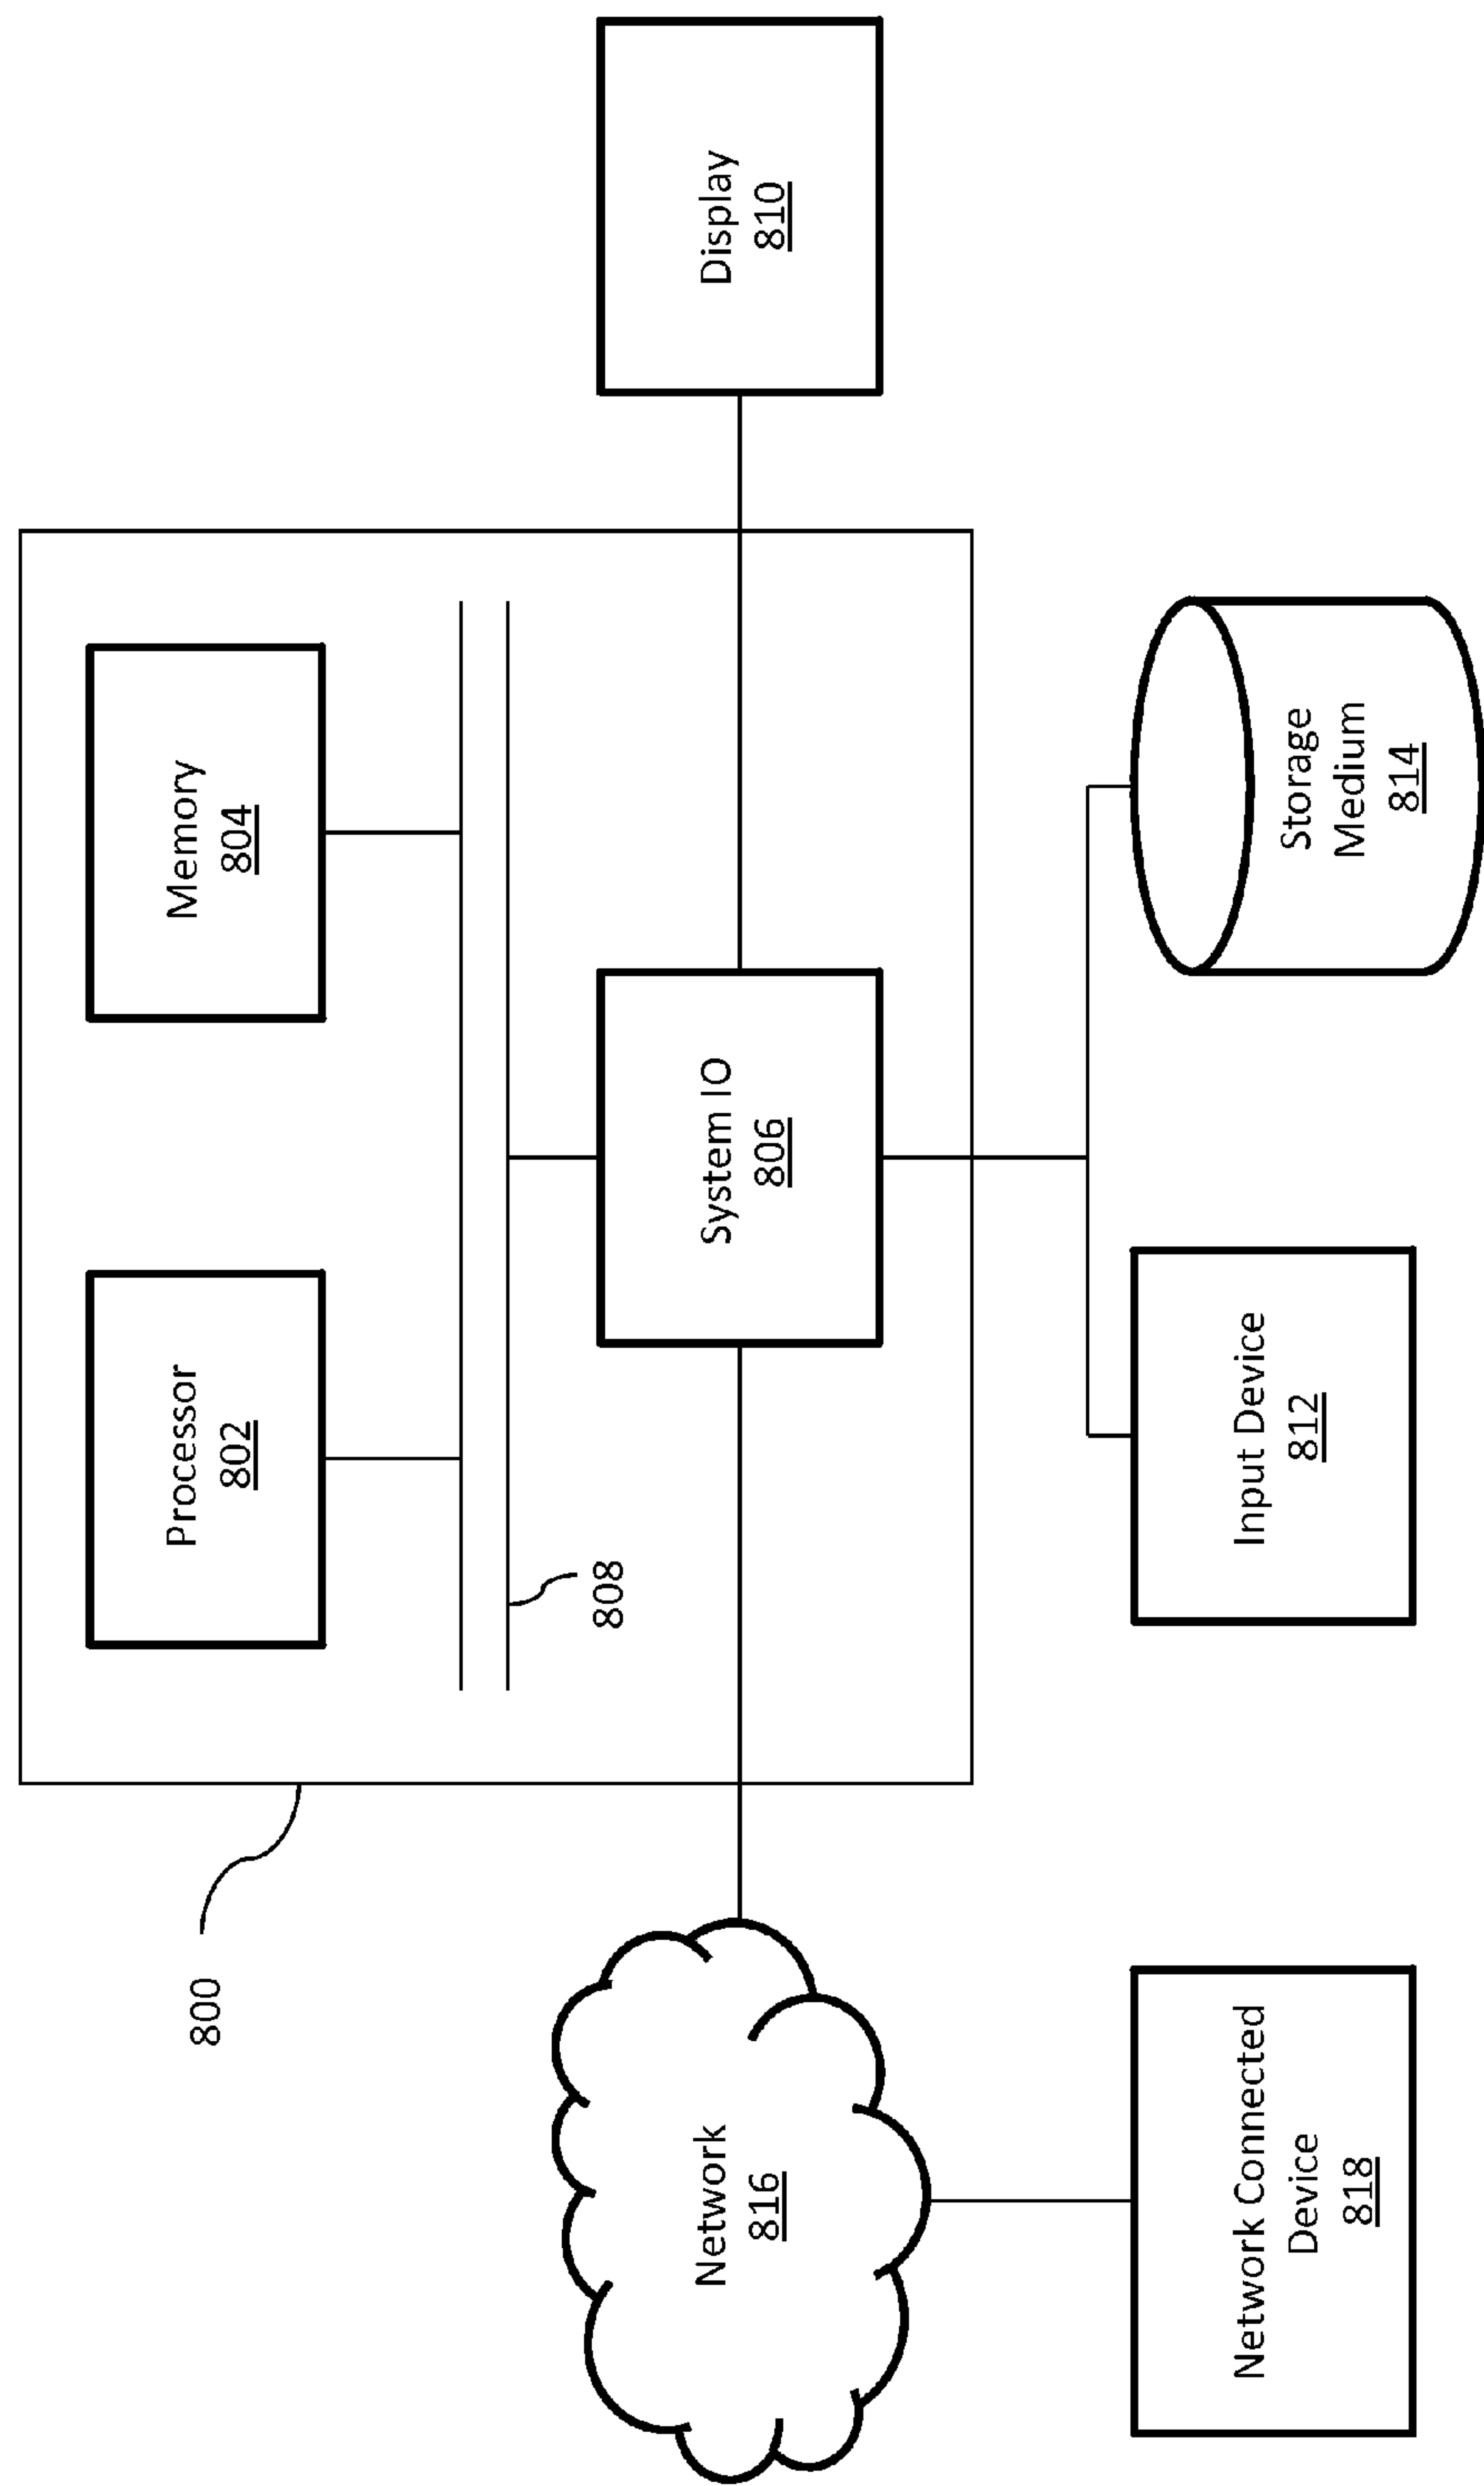 800
Processor
802
Memory
804
808
Network
816
System IO
806
Display
810
Network Connected
Device
818
Input Device
812
Storage
Medium
814